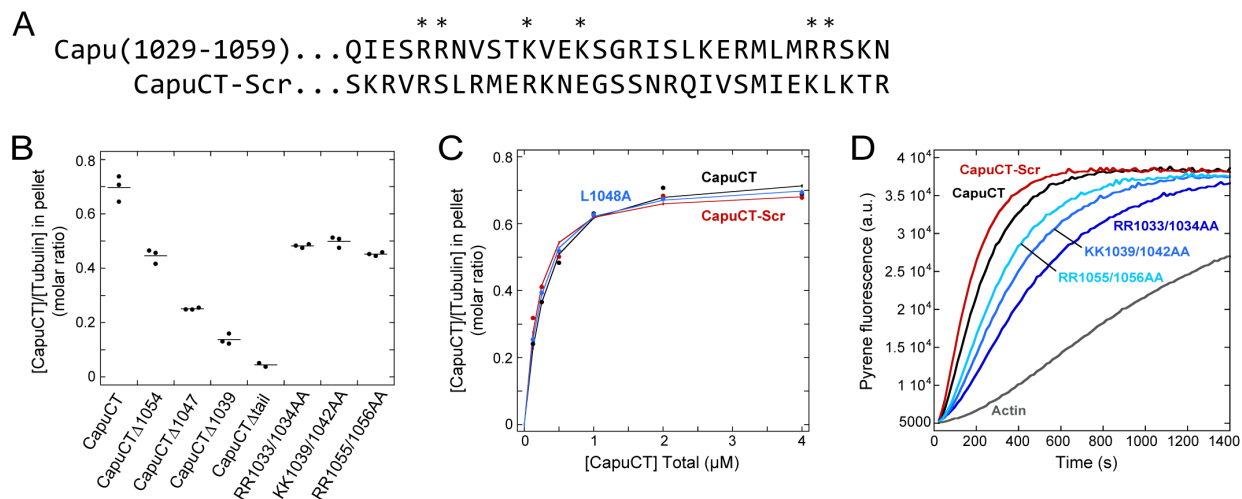 A
* * * * * *
Capu(1029-1059)...QIESRRNVSTKVEKSGRISLKERMLMRRSKN
CapuCT-Scr...SKRVRSLRMERKNEGSSNRQIVSMIEKLKTR
B
[CapuCT]/[Tubulin] in pellet
(molar ratio)
0.8
0.6
0.4
0.2
0
CapuCT
CapuCTΔ1054
CapuCTΔ1047
CapuCTΔ1039
CapuCTΔtail
RR1033/1034AA
KK1039/1042AA
RR1055/1056AA
C
[CapuCT]/[Tubulin] in pellet
(molar ratio)
0.8
0.6
0.4
0.2
0.0
CapuCT
L1048A
CapuCT-Scr
0 1 2 3 4
[CapuCT] Total (µM)
D
Pyrene fluorescence (a.u.)
4 10⁴
3.5 10⁴
3 10⁴
2.5 10⁴
2 10⁴
1.5 10⁴
1 10⁴
5000
CapuCT-Scr
CapuCT
RR1033/1034AA
KK1039/1042AA
RR1055/1056AA
Actin
0 200 400 600 800 1000 1200 1400
Time (s)